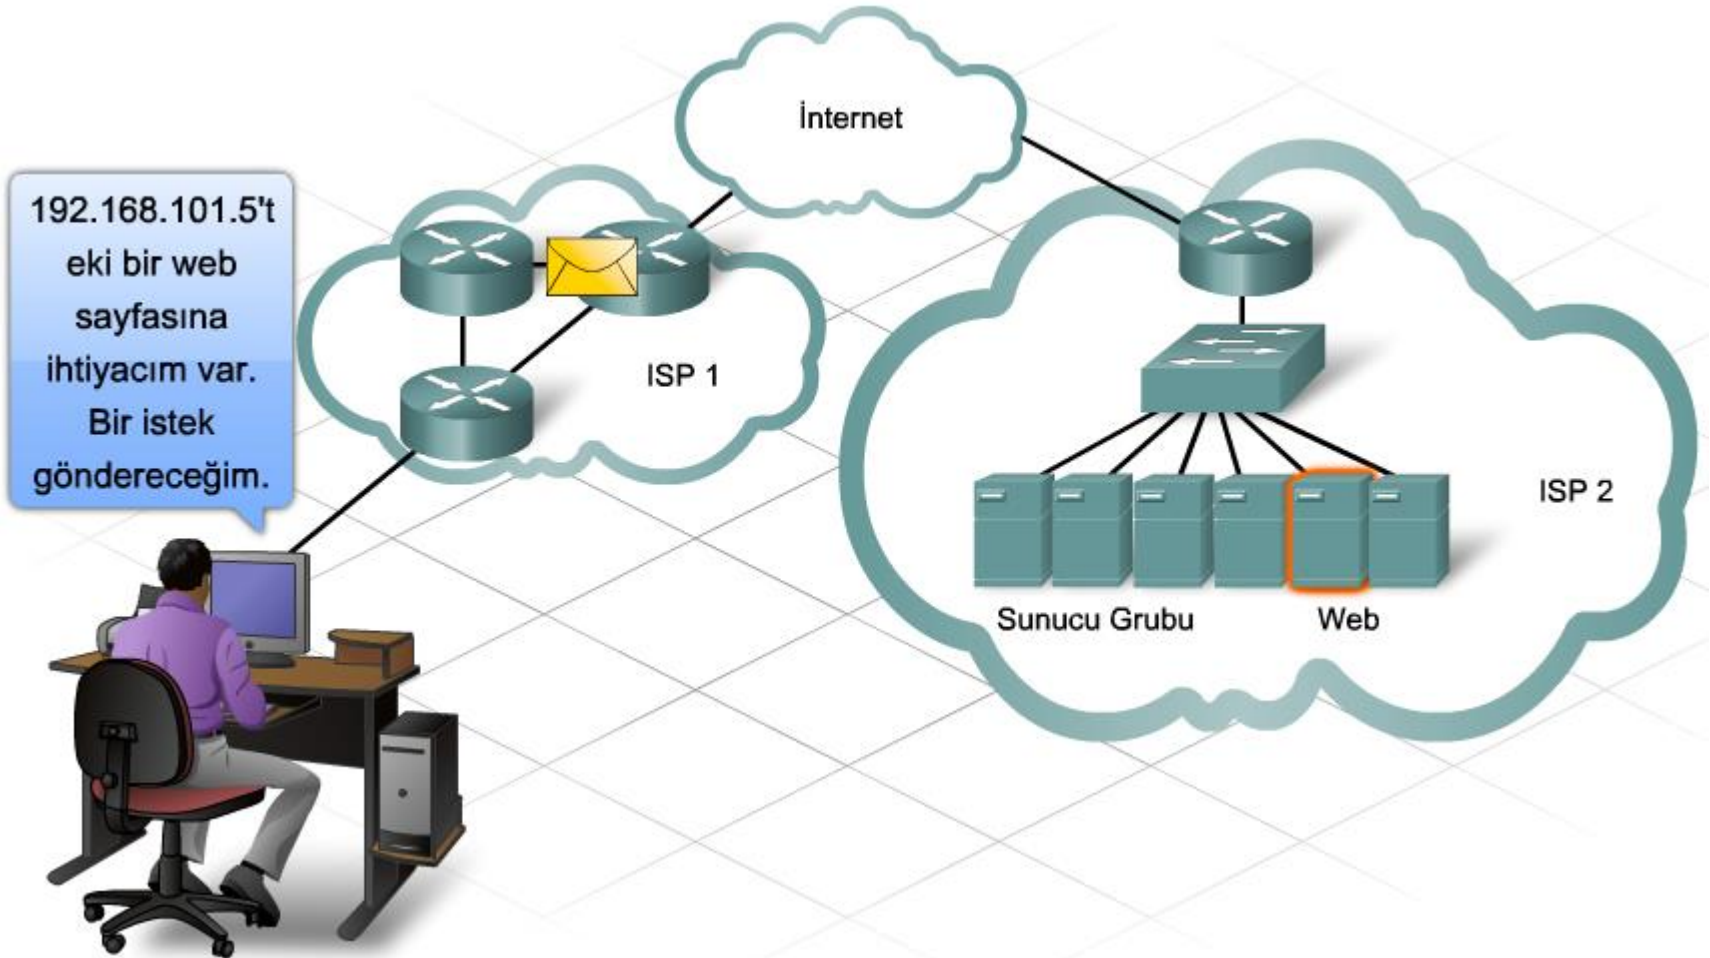 192.168.101.5't
eki bir web
sayfasına
ihtiyacım var.
Bir istek
göndereceğim.
İnternet
ISP 1
ISP 2
Sunucu Grubu
Web